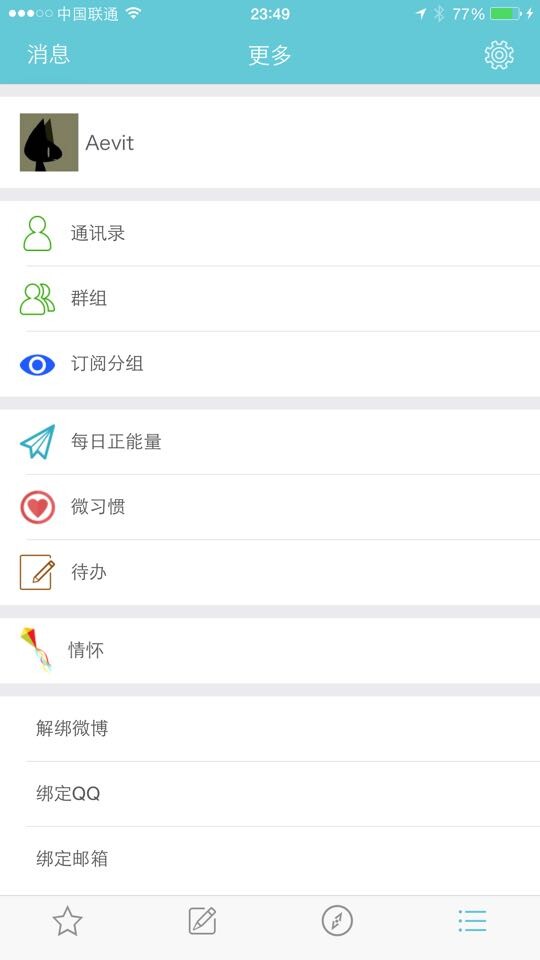 中国联通 23:49 77%
消息 更多
Aevit
通讯录
群组
订阅分组
每日正能量
微习惯
待办
情怀
解绑微博
绑定QQ
绑定邮箱